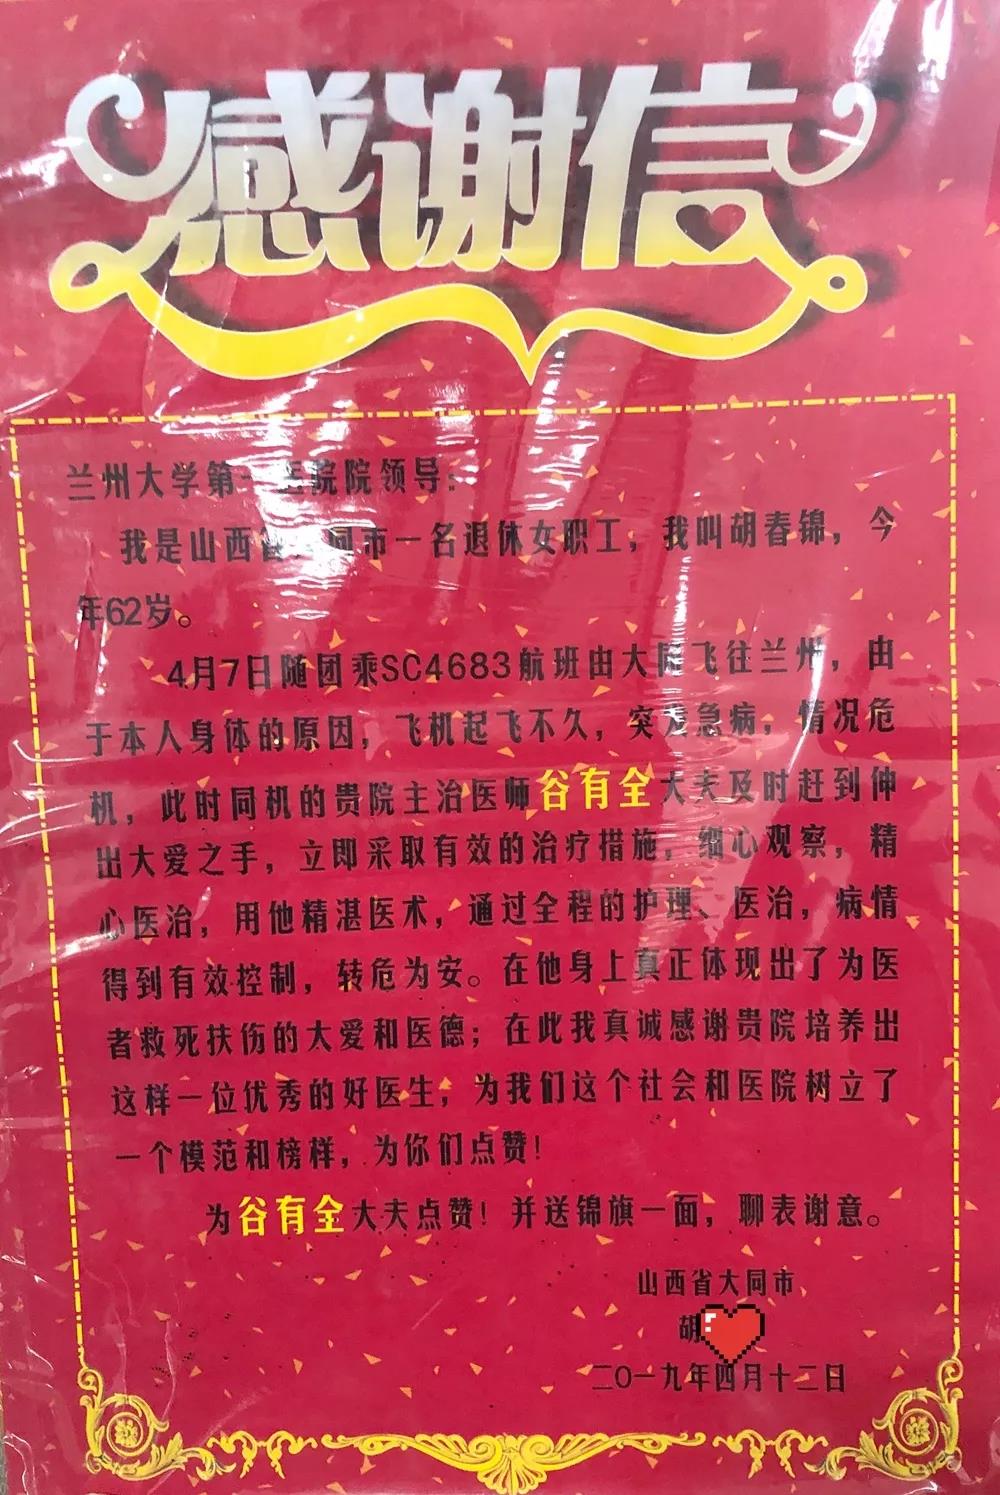 感谢信
兰州大学第一医院院领导：
我是山西省大同市一名退休女职工，我叫胡春锦，今
年62岁。
4月7日随团乘SC4683航班由大同飞往兰州，由
于本人身体的原因，飞机起飞不久，突发急病，情况危
机，此时同机的贵院主治医师谷有全大夫及时赶到伸
出大爱之手，立即采取有效的治疗措施，细心观察，精
心医治，用他精湛医术，通过全程的护理、医治，病情
得到有效控制，转危为安。在他身上真正体现出了为医
者救死扶伤的大爱和医德；在此我真诚感谢贵院培养出
这样一位优秀的好医生，为我们这个社会和医院树立了
一个模范和榜样，为你们点赞！
为谷有全大夫点赞！并送锦旗一面，聊表谢意。
山西省大同市
胡
二〇一九年四月十二日